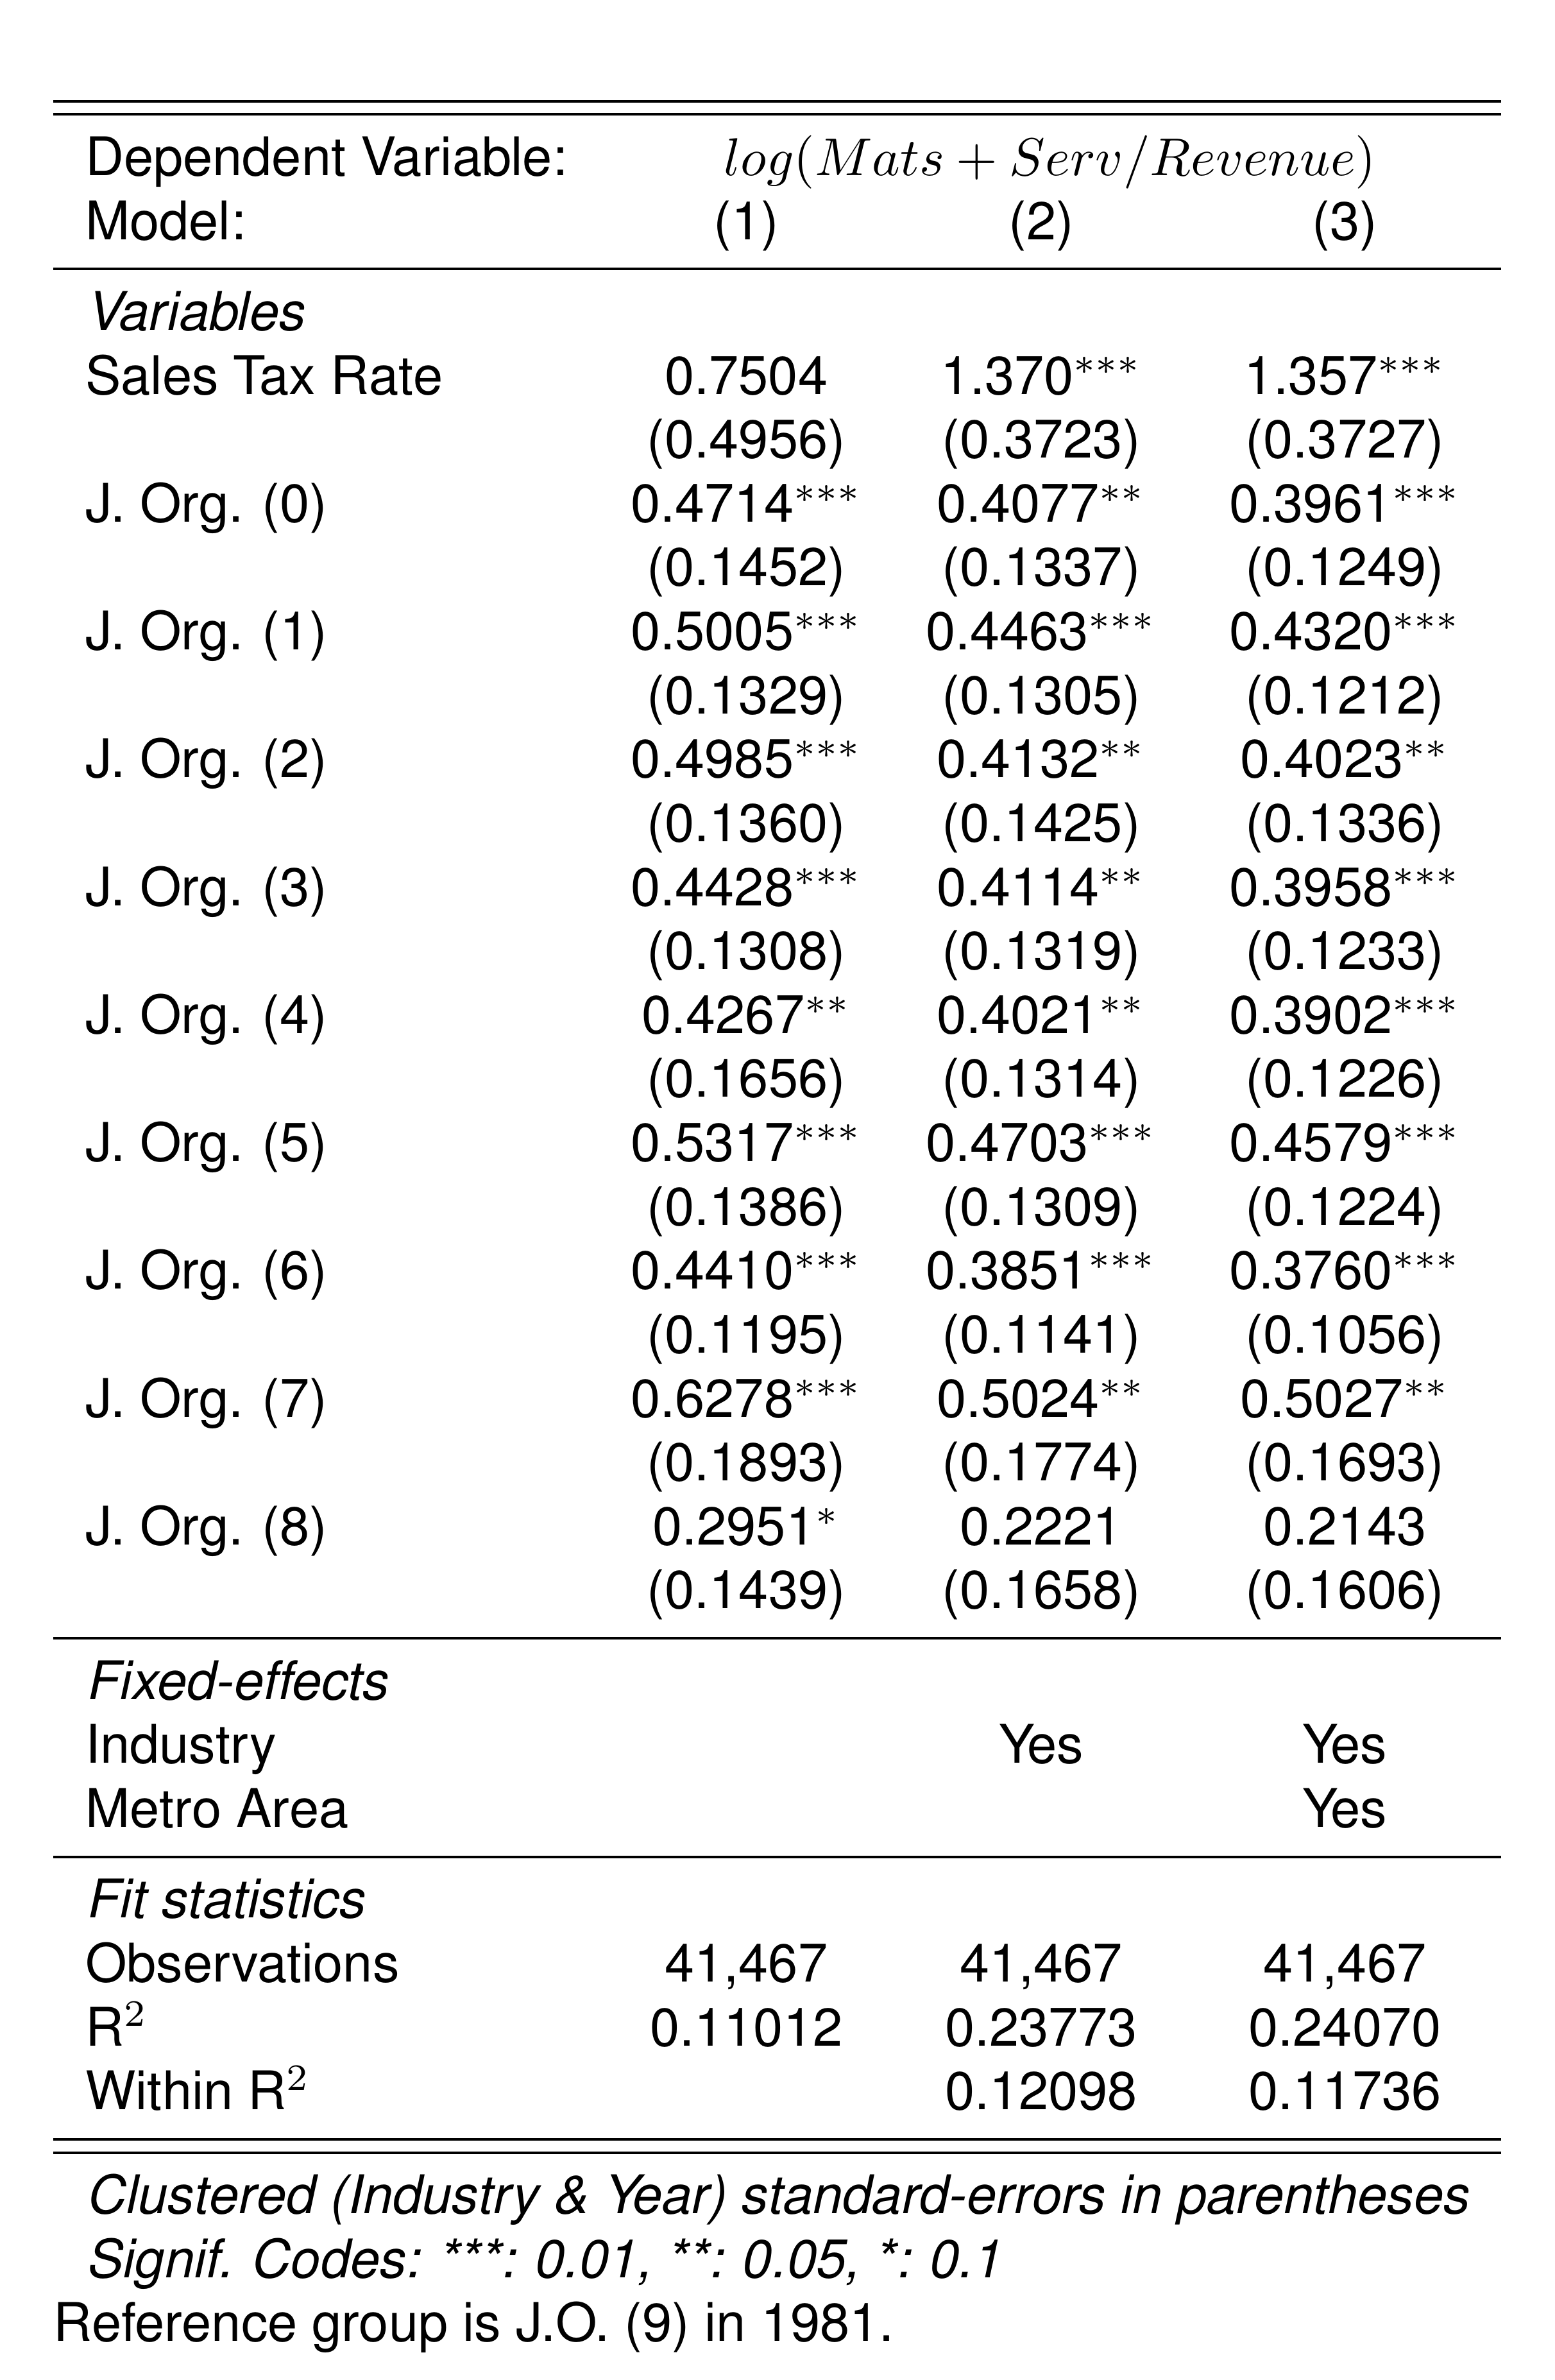 Dependent Variable: log(Mats + Serv/Revenue)
Model: (1) (2) (3)
Variables
Sales Tax Rate 0.7504 1.370*** 1.357***
(0.4956) (0.3723) (0.3727)
J. Org. (0) 0.4714*** 0.4077** 0.3961***
(0.1452) (0.1337) (0.1249)
J. Org. (1) 0.5005*** 0.4463*** 0.4320***
(0.1329) (0.1305) (0.1212)
J. Org. (2) 0.4985*** 0.4132** 0.4023**
(0.1360) (0.1425) (0.1336)
J. Org. (3) 0.4428*** 0.4114** 0.3958***
(0.1308) (0.1319) (0.1233)
J. Org. (4) 0.4267** 0.4021** 0.3902***
(0.1656) (0.1314) (0.1226)
J. Org. (5) 0.5317*** 0.4703*** 0.4579***
(0.1386) (0.1309) (0.1224)
J. Org. (6) 0.4410*** 0.3851*** 0.3760***
(0.1195) (0.1141) (0.1056)
J. Org. (7) 0.6278*** 0.5024** 0.5027**
(0.1893) (0.1774) (0.1693)
J. Org. (8) 0.2951* 0.2221 0.2143
(0.1439) (0.1658) (0.1606)
Fixed-effects
Industry Yes Yes
Metro Area Yes
Fit statistics
Observations 41,467 41,467 41,467
R² 0.11012 0.23773 0.24070
Within R² 0.12098 0.11736
Clustered (Industry & Year) standard-errors in parentheses
Signif. Codes: ***: 0.01, **: 0.05, *: 0.1
Reference group is J.O. (9) in 1981.